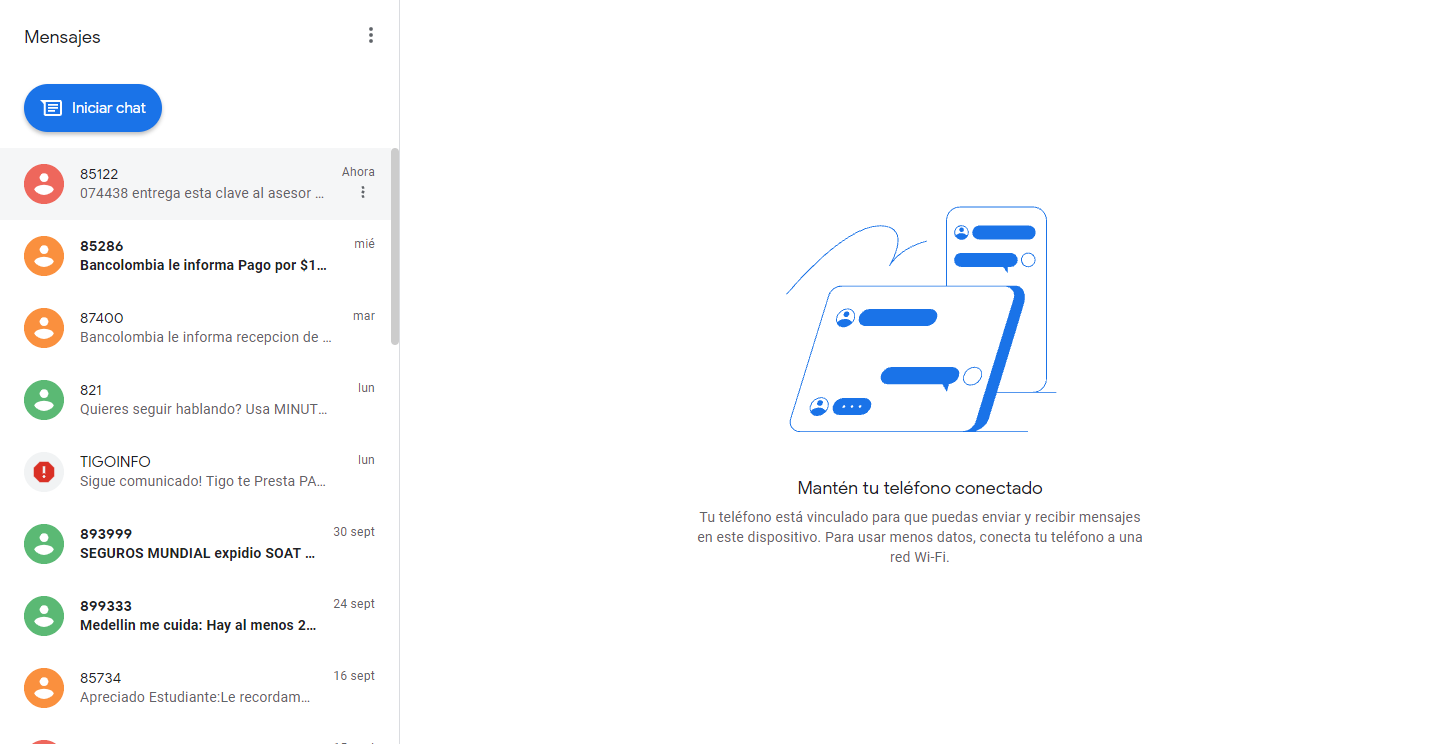 Mensajes
Iniciar chat
85122
Ahora
074438 entrega esta clave al asesor ...
85286
mié
Bancolombia le informa Pago por $1...
87400
mar
Bancolombia le informa recepcion de ...
821
lun
Quieres seguir hablando? Usa MINUT...
TIGOINFO
lun
Sigue comunicado! Tigo te Presta PA...
893999
30 sept
SEGUROS MUNDIAL expidio SOAT ...
899333
24 sept
Medellin me cuida: Hay al menos 2...
85734
16 sept
Apreciado Estudiante:Le recordam...
Mantén tu teléfono conectado
Tu teléfono está vinculado para que puedas enviar y recibir mensajes
en este dispositivo. Para usar menos datos, conecta tu teléfono a una
red Wi-Fi.